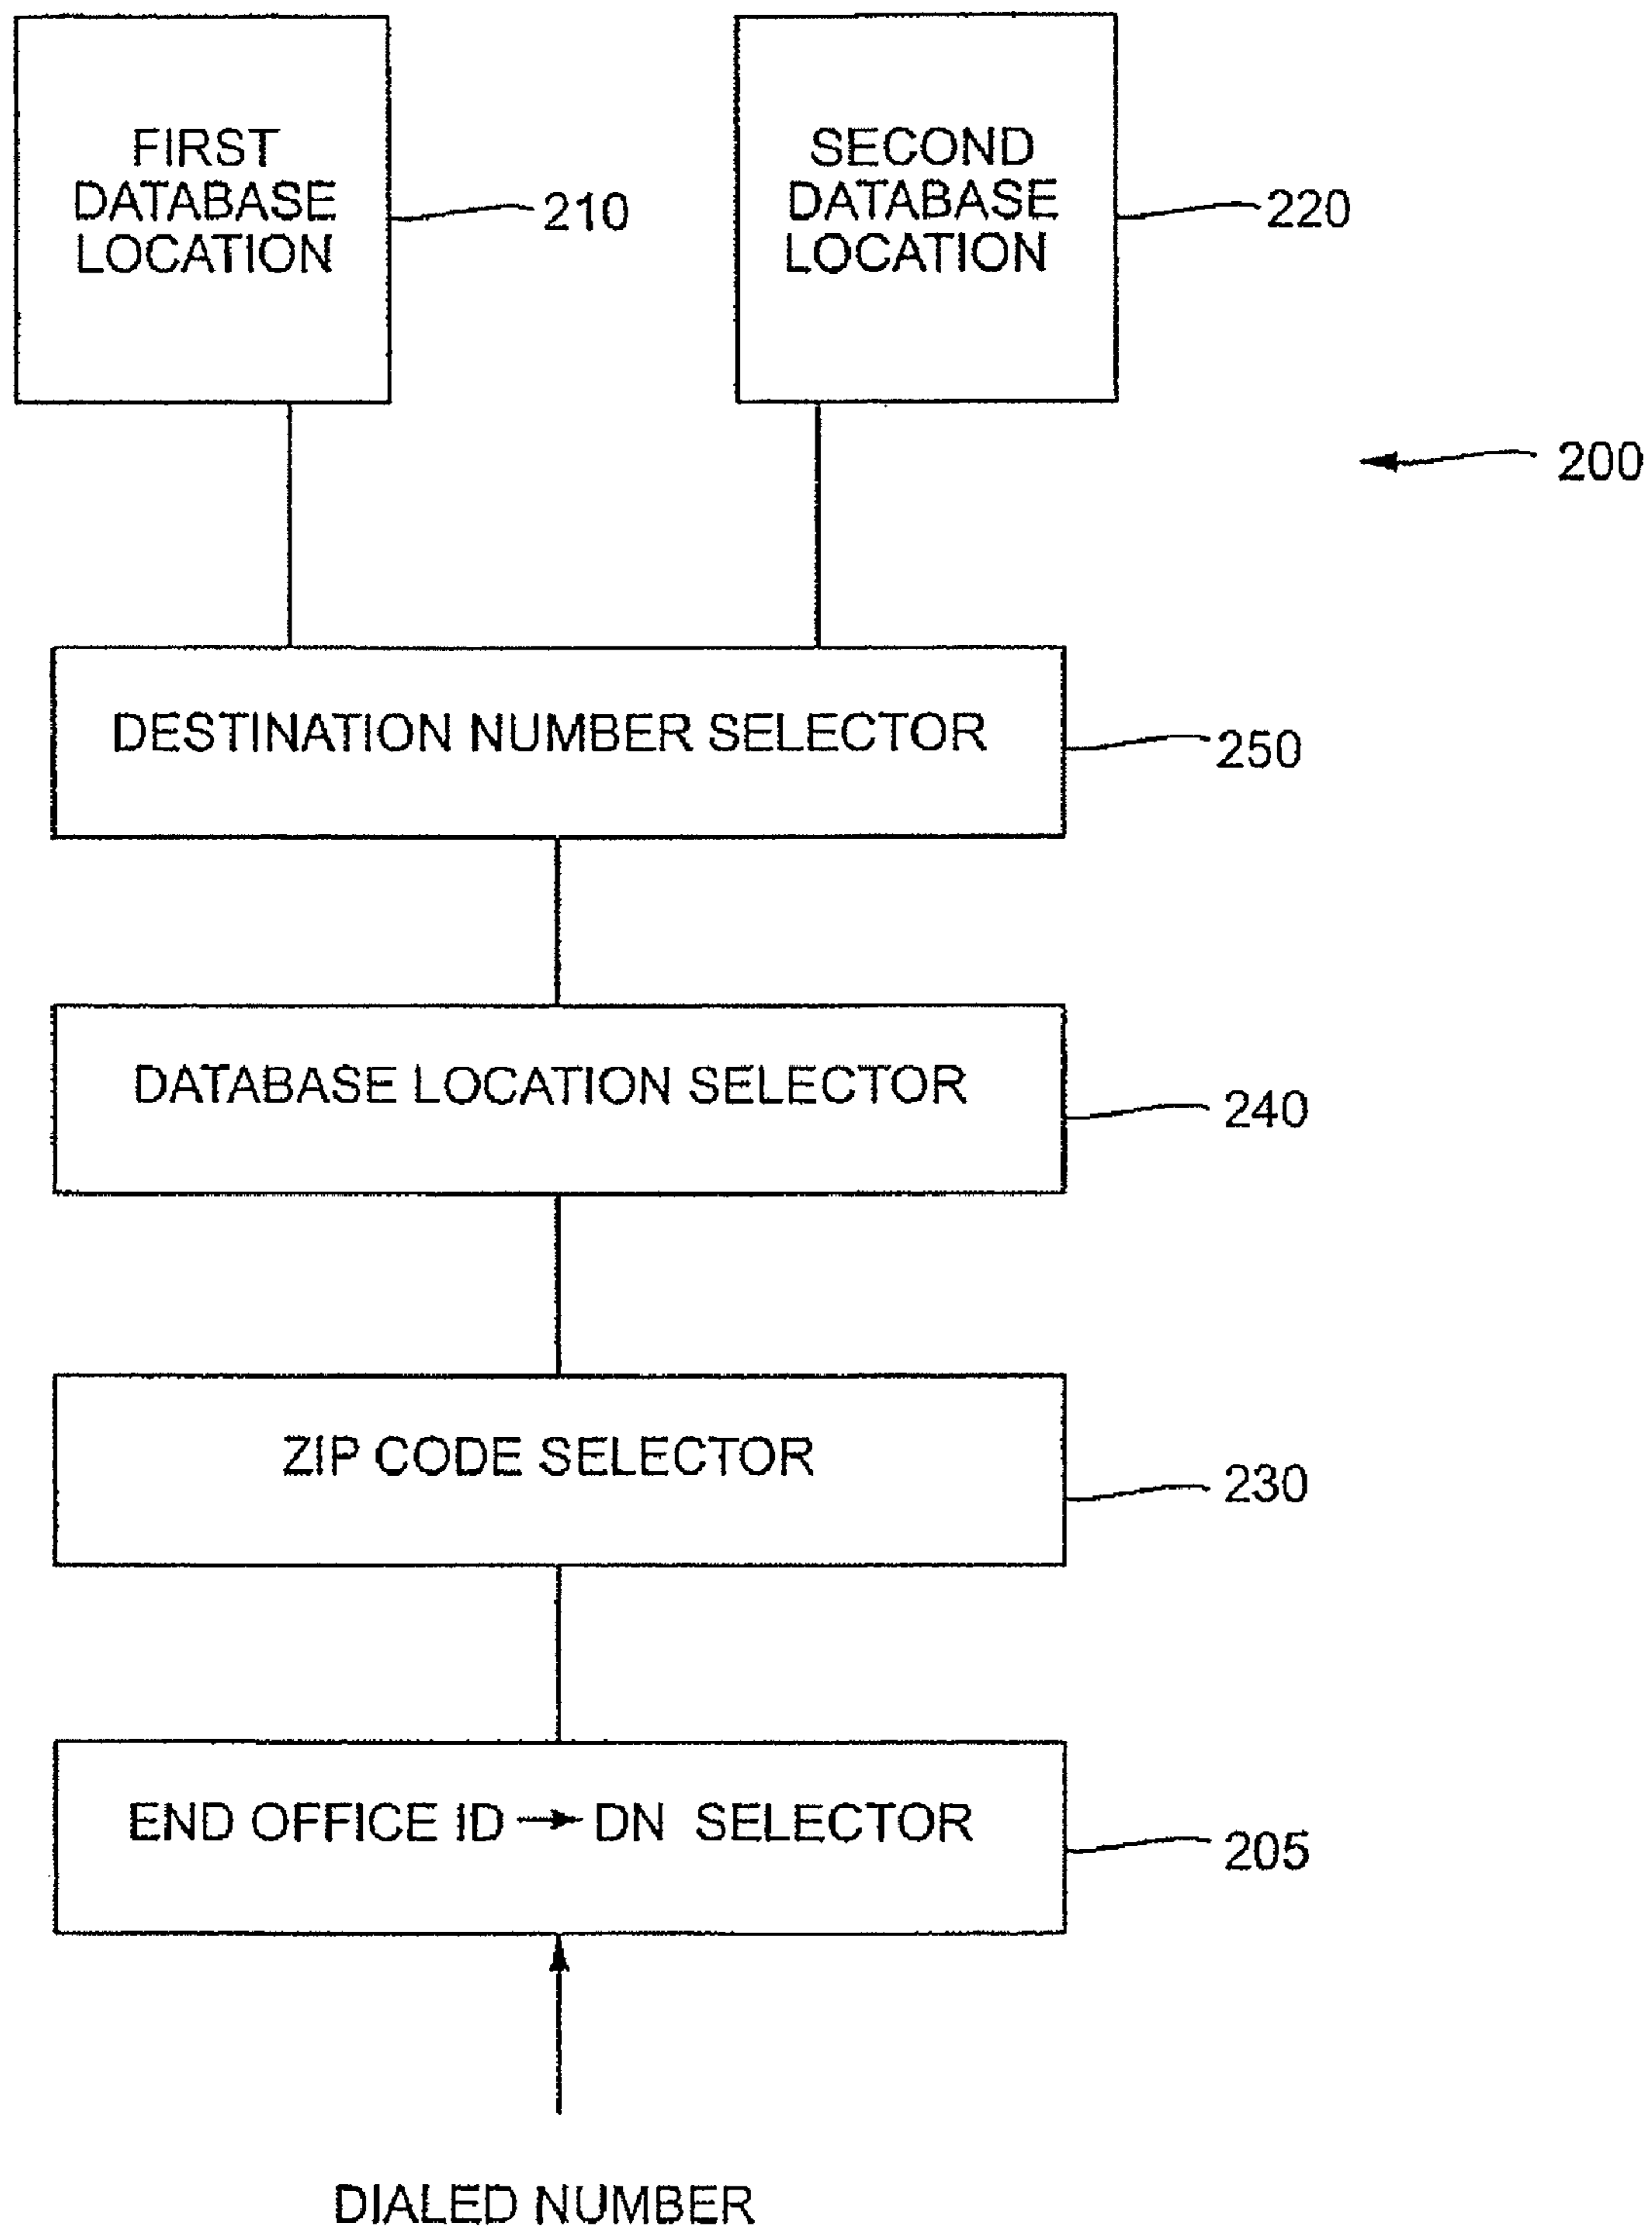 FIRST
DATABASE
LOCATION
210
SECOND
DATABASE
LOCATION
220
200
DESTINATION NUMBER SELECTOR
250
DATABASE LOCATION SELECTOR
240
ZIP CODE SELECTOR
230
END OFFICE ID → DN SELECTOR
205
DIALED NUMBER